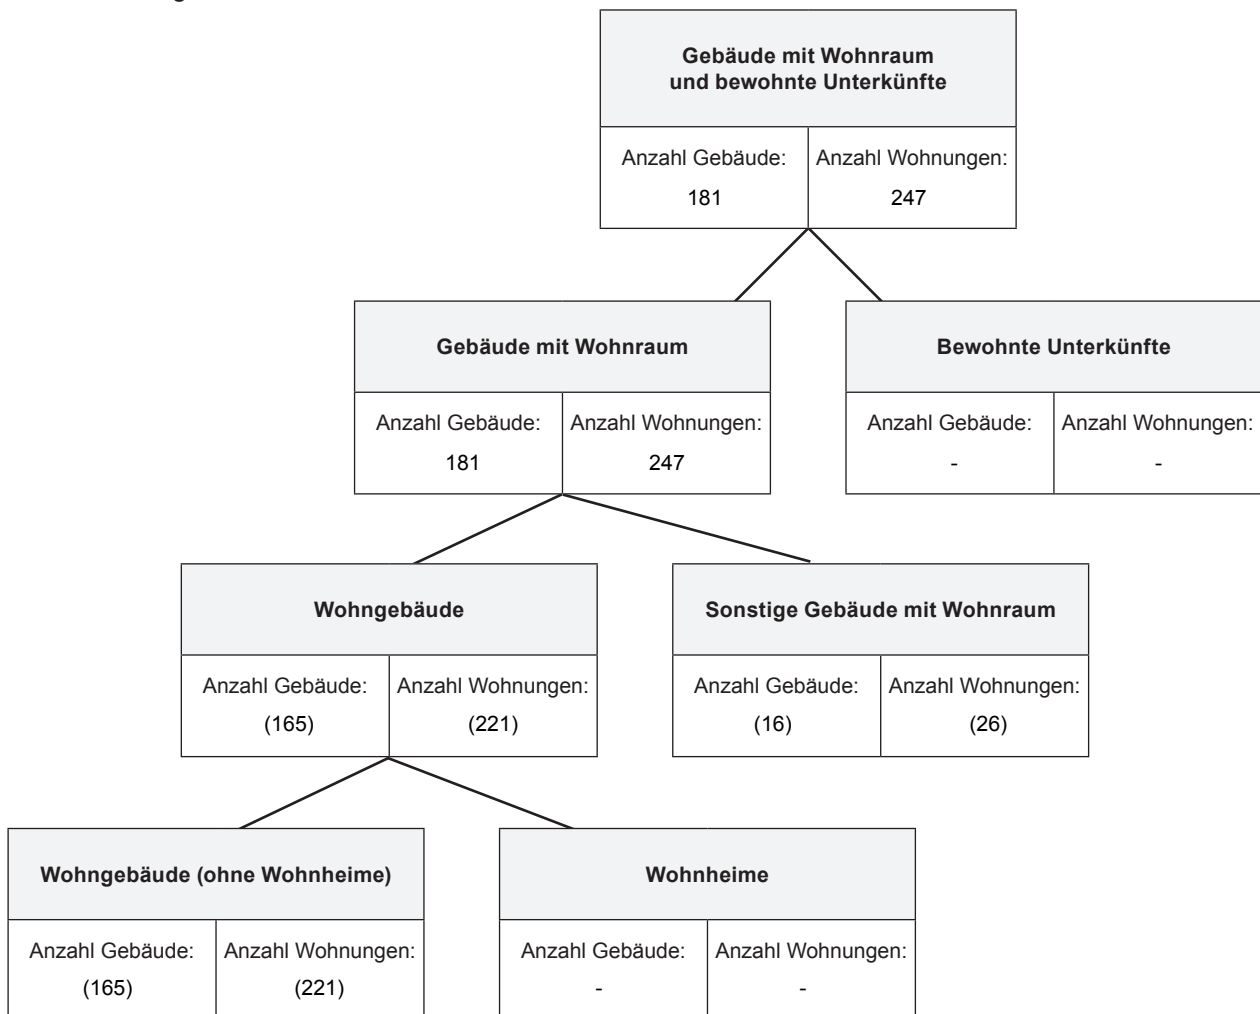 Gebäude mit Wohnraum
und bewohnte Unterkünfte
Anzahl Gebäude: Anzahl Wohnungen:
181 247
Gebäude mit Wohnraum
Anzahl Gebäude: Anzahl Wohnungen:
181 247
Bewohnte Unterkünfte
Anzahl Gebäude: Anzahl Wohnungen:
- -
Wohngebäude
Anzahl Gebäude: Anzahl Wohnungen:
(165) (221)
Sonstige Gebäude mit Wohnraum
Anzahl Gebäude: Anzahl Wohnungen:
(16) (26)
Wohngebäude (ohne Wohnheime)
Anzahl Gebäude: Anzahl Wohnungen:
(165) (221)
Wohnheime
Anzahl Gebäude: Anzahl Wohnungen:
- -